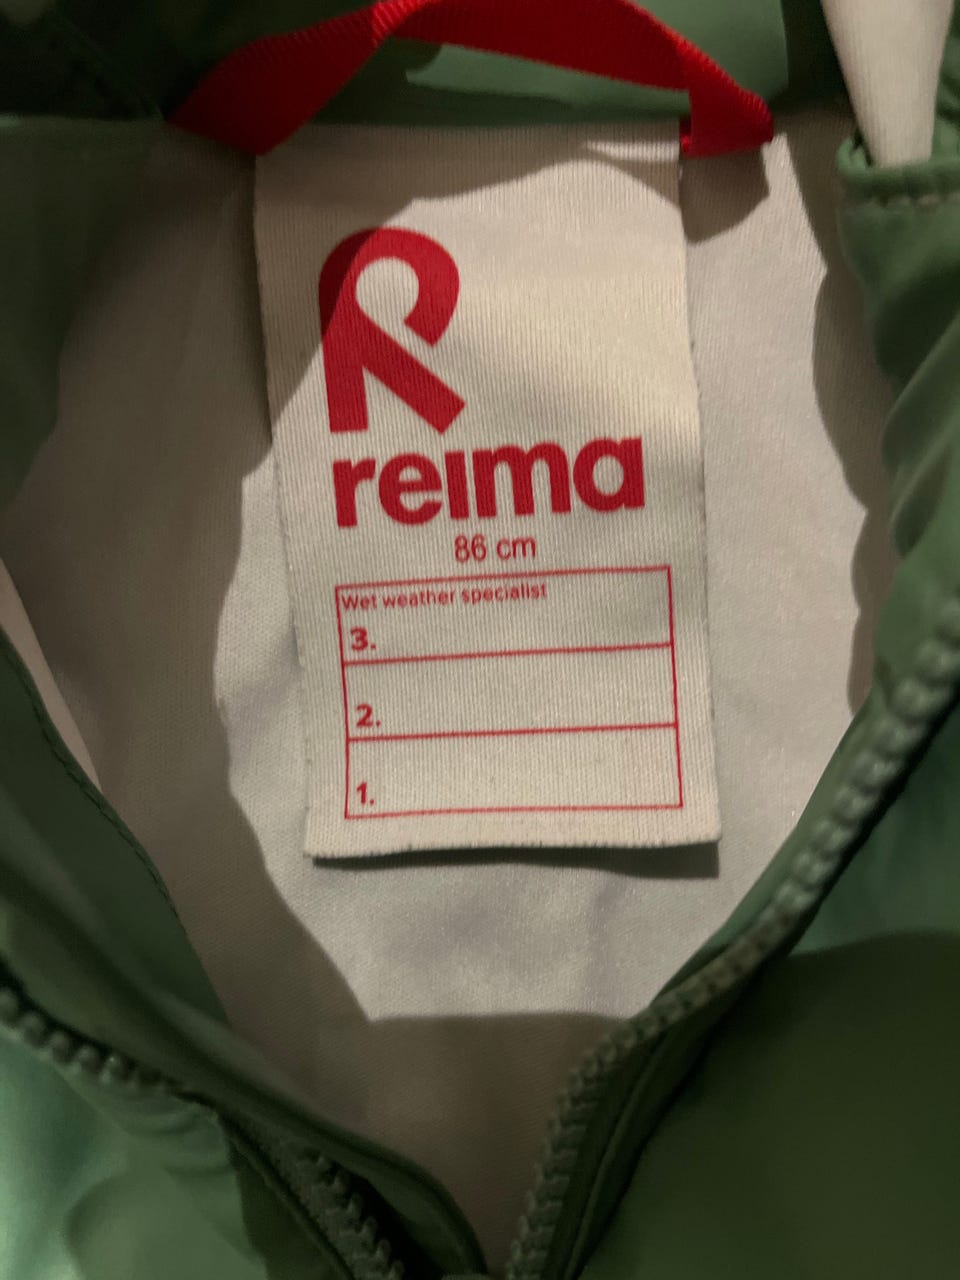 reima
86 cm
Wet weather specialist
3.
2.
1.